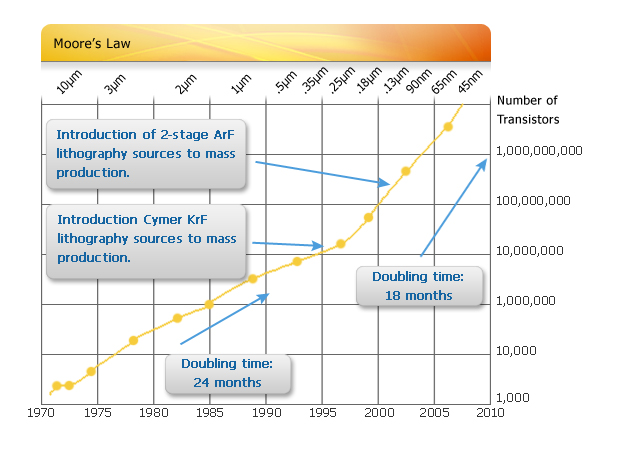 Moore's Law
10µm
3µm
2µm
1µm
.5µm
.35µm
.25µm
.18µm
.13µm
90nm
65nm
45nm
Number of
Transistors
Introduction of 2-stage ArF
lithography sources to mass
production.
1,000,000,000
100,000,000
Introduction Cymer KrF
lithography sources to mass
production.
10,000,000
Doubling time:
18 months
1,000,000
10,000
Doubling time:
24 months
1,000
1970
1975
1980
1985
1990
1995
2000
2005
2010